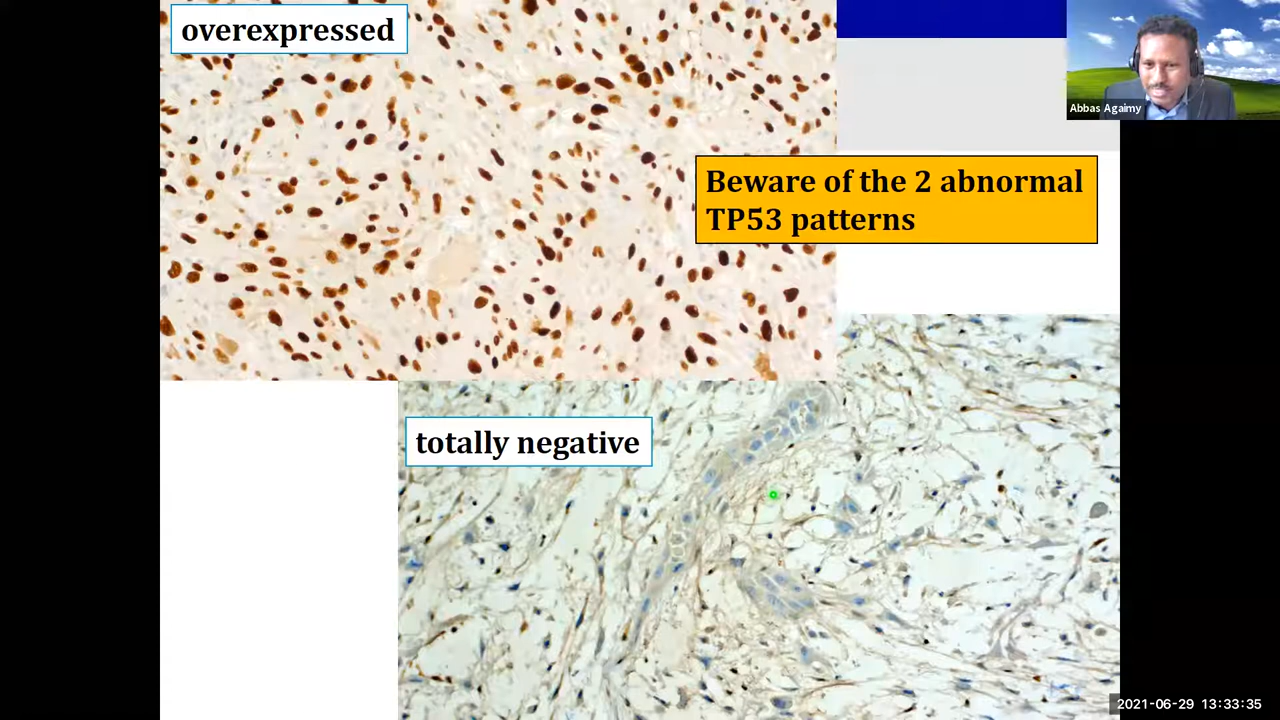 overexpressed
Abbas Agaimy
Beware of the 2 abnormal
TP53 patterns
totally negative
2021-06-29 13:33:35